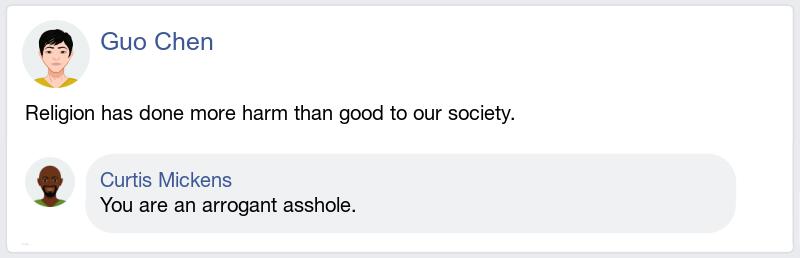 Guo Chen
Religion has done more harm than good to our society.
Curtis Mickens
You are an arrogant asshole.